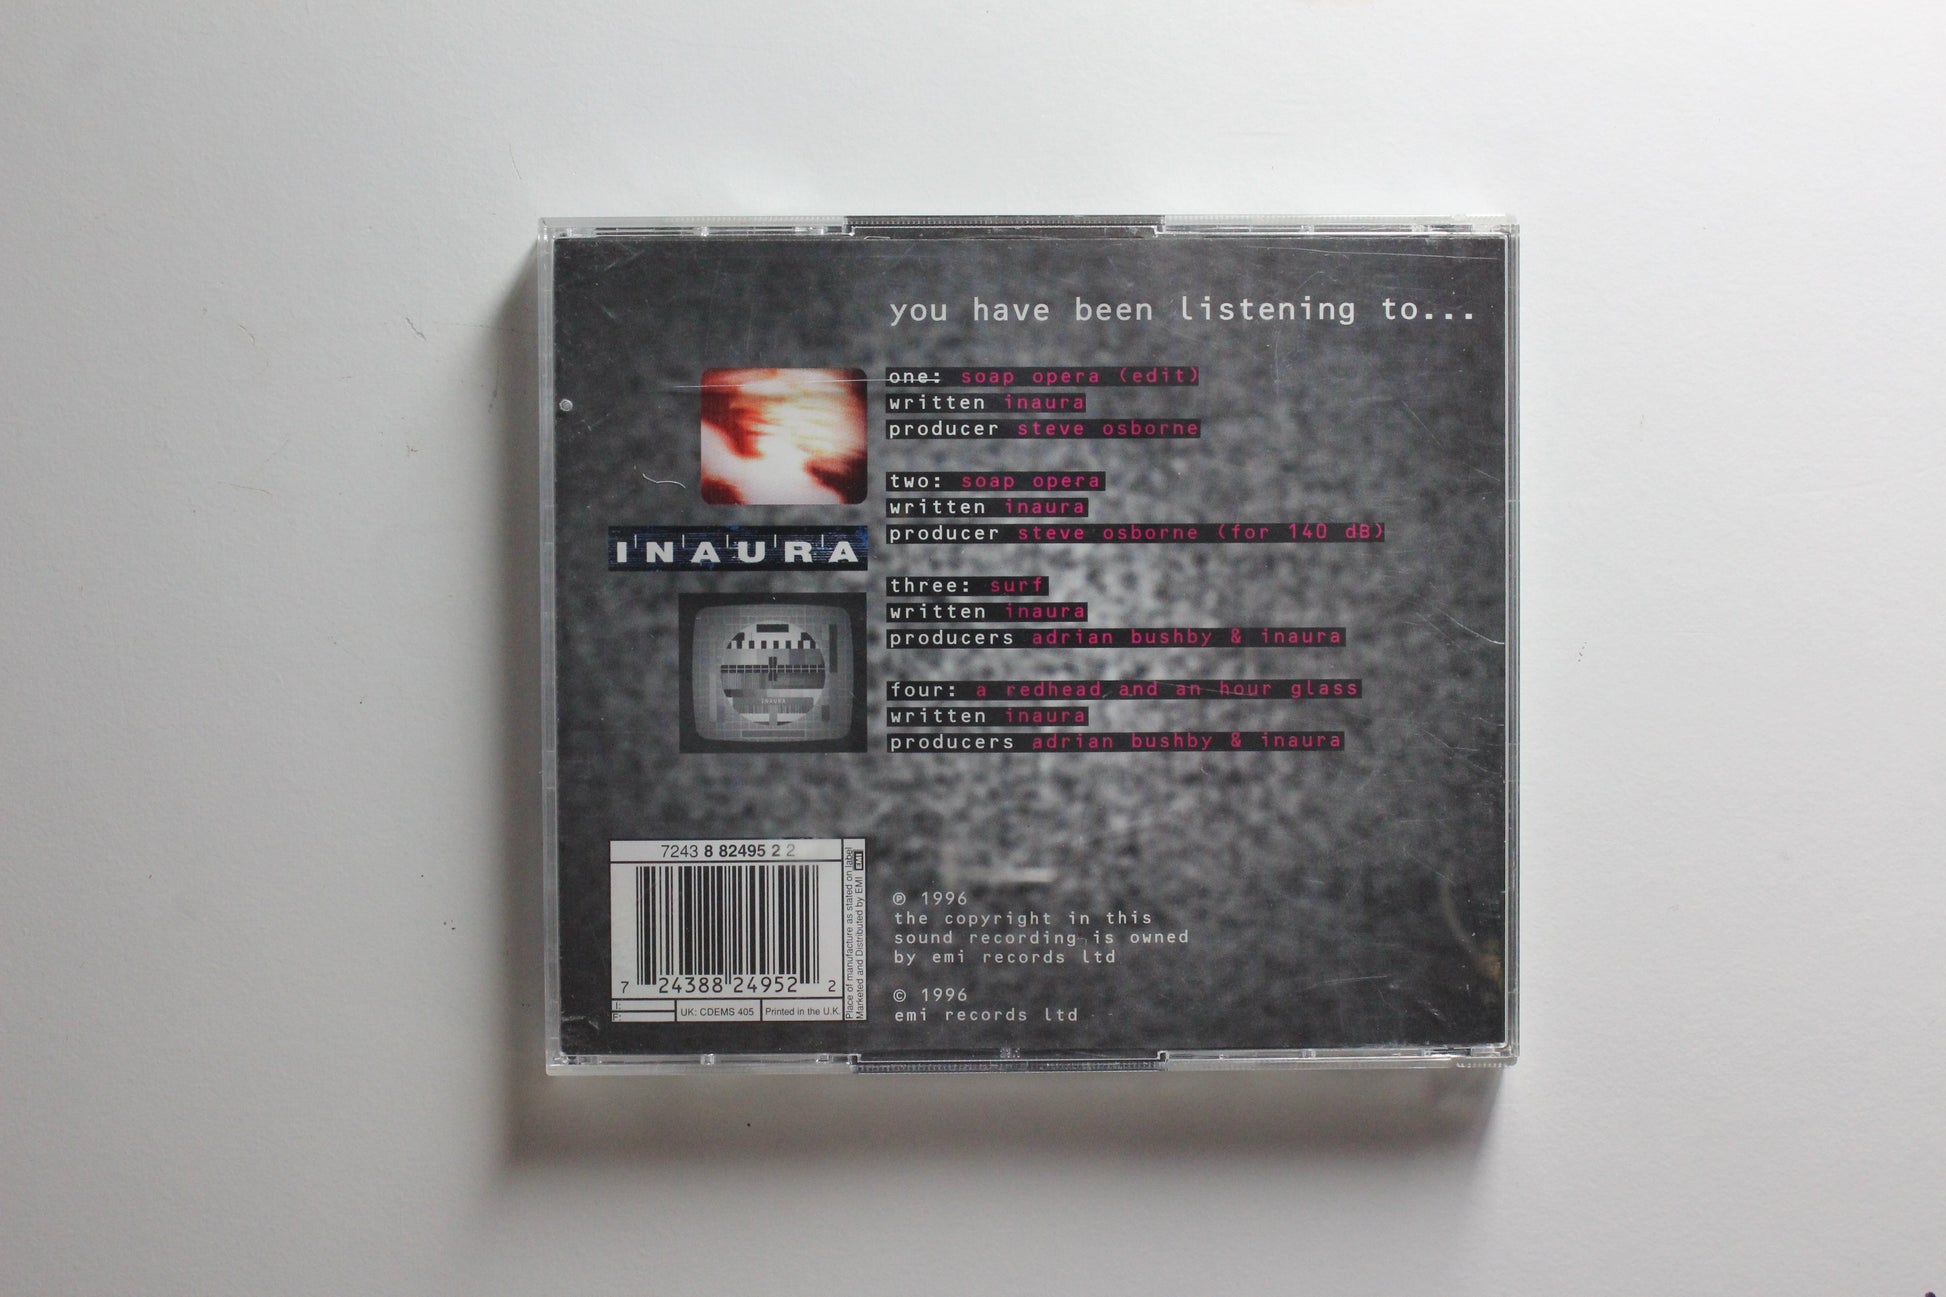 you have been listening to...
one: soap opera (edit)
written inaura
producer steve osborne
two: soap opera
written inaura
producer steve osborne (for 140 dB)
three: surf
written inaura
producers adrian bushby & inaura
four: a redhead and an hour glass
written inaura
producers adrian bushby & inaura
INAURA
INAURA
7243 8 82495 2 2
7 24388 24952 2
I:
F:
UK: CDEMS 405
Printed in the U.K.
Place of manufacture as stated on label
Marketed and Distributed by EMI
EMI
℗ 1996
the copyright in this
sound recording is owned
by emi records ltd
© 1996
emi records ltd